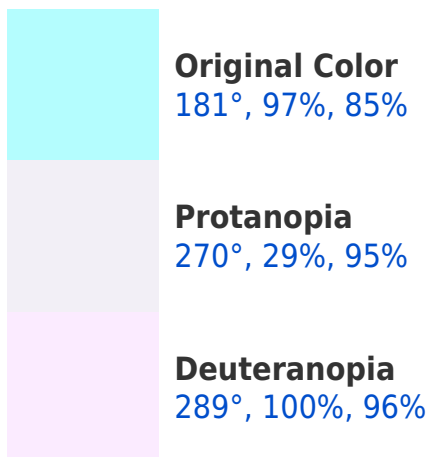 Original Color
181°, 97%, 85%
Protanopia
270°, 29%, 95%
Deuteranopia
289°, 100%, 96%